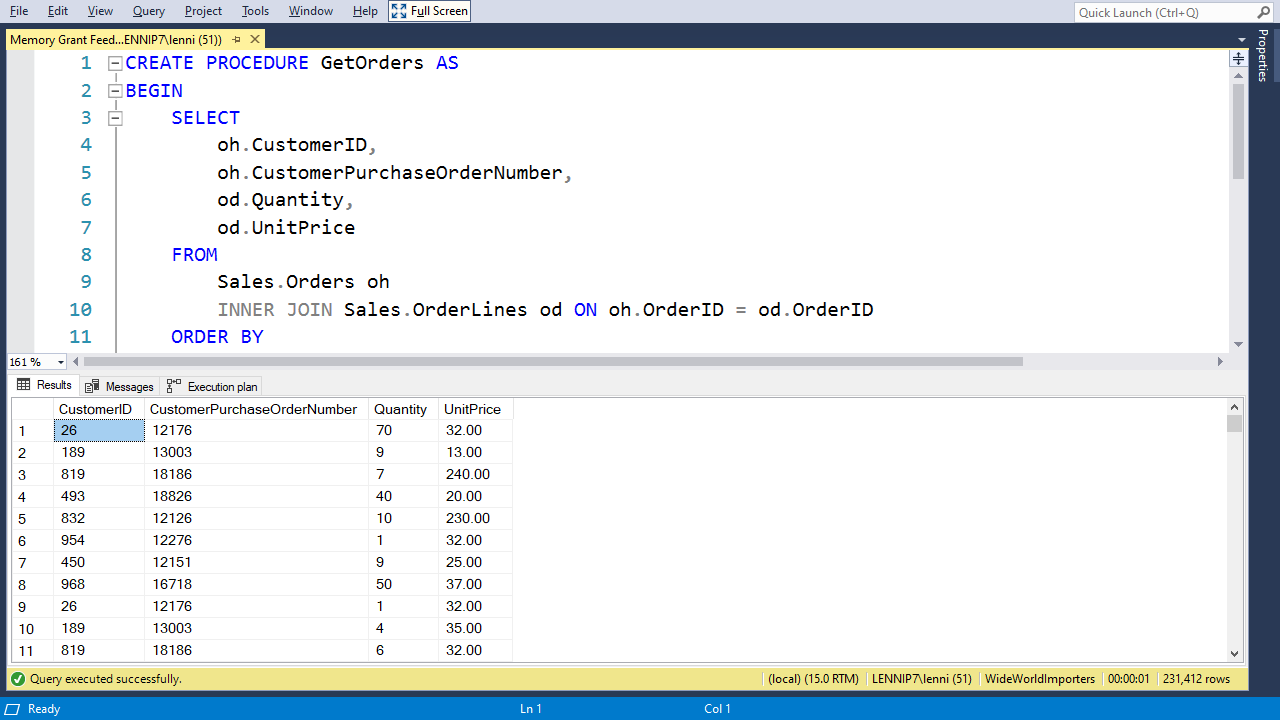 File Edit View Query Project Tools Window Help Full Screen Quick Launch (Ctrl+Q)
Memory Grant Feed...ENNIP7\lenni (51))
Properties
1 CREATE PROCEDURE GetOrders AS
2 BEGIN
3 SELECT
4 oh.CustomerID,
5 oh.CustomerPurchaseOrderNumber,
6 od.Quantity,
7 od.UnitPrice
8 FROM
9 Sales.Orders oh
10 INNER JOIN Sales.OrderLines od ON oh.OrderID = od.OrderID
11 ORDER BY
161 %
Results Messages Execution plan
CustomerID CustomerPurchaseOrderNumber Quantity UnitPrice
1 26 12176 70 32.00
2 189 13003 9 13.00
3 819 18186 7 240.00
4 493 18826 40 20.00
5 832 12126 10 230.00
6 954 12276 1 32.00
7 450 12151 9 25.00
8 968 16718 50 37.00
9 26 12176 1 32.00
10 189 13003 4 35.00
11 819 18186 6 32.00
Query executed successfully. (local) (15.0 RTM) LENNIP7\lenni (51) WideWorldImporters 00:00:01 231,412 rows
Ready Ln 1 Col 1